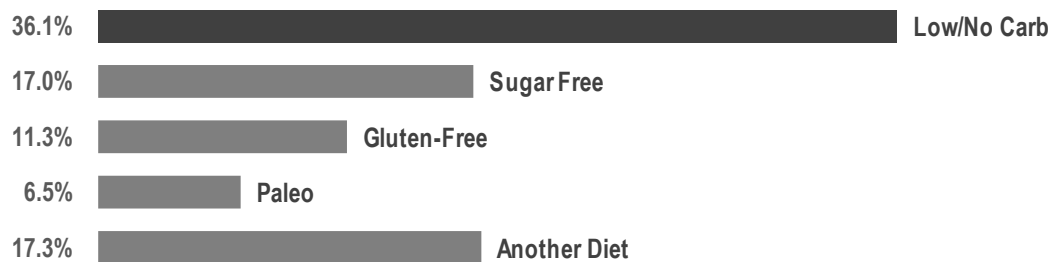 36.1% Low/No Carb
17.0% Sugar Free
11.3% Gluten-Free
6.5% Paleo
17.3% Another Diet